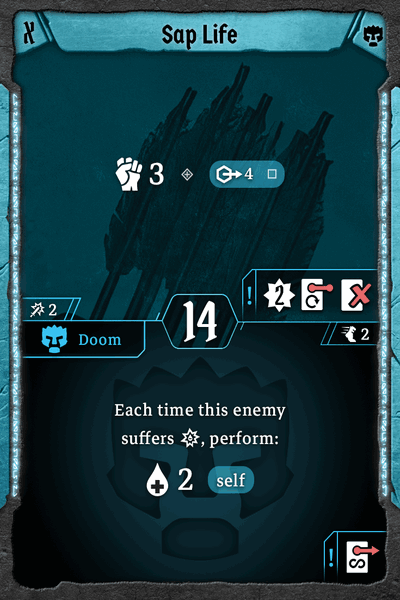 X
Sap Life
3
4
2
2
14
2
Doom
Each time this enemy
suffers , perform:
2 self